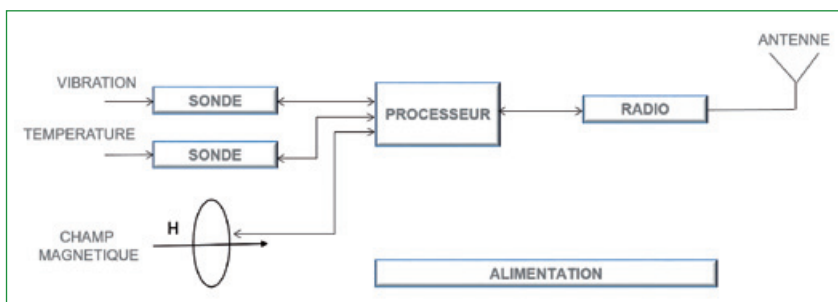 ANTENNE
VIBRATION
SONDE
PROCESSEUR
RADIO
TEMPERATURE
SONDE
H
CHAMP
MAGNETIQUE
ALIMENTATION